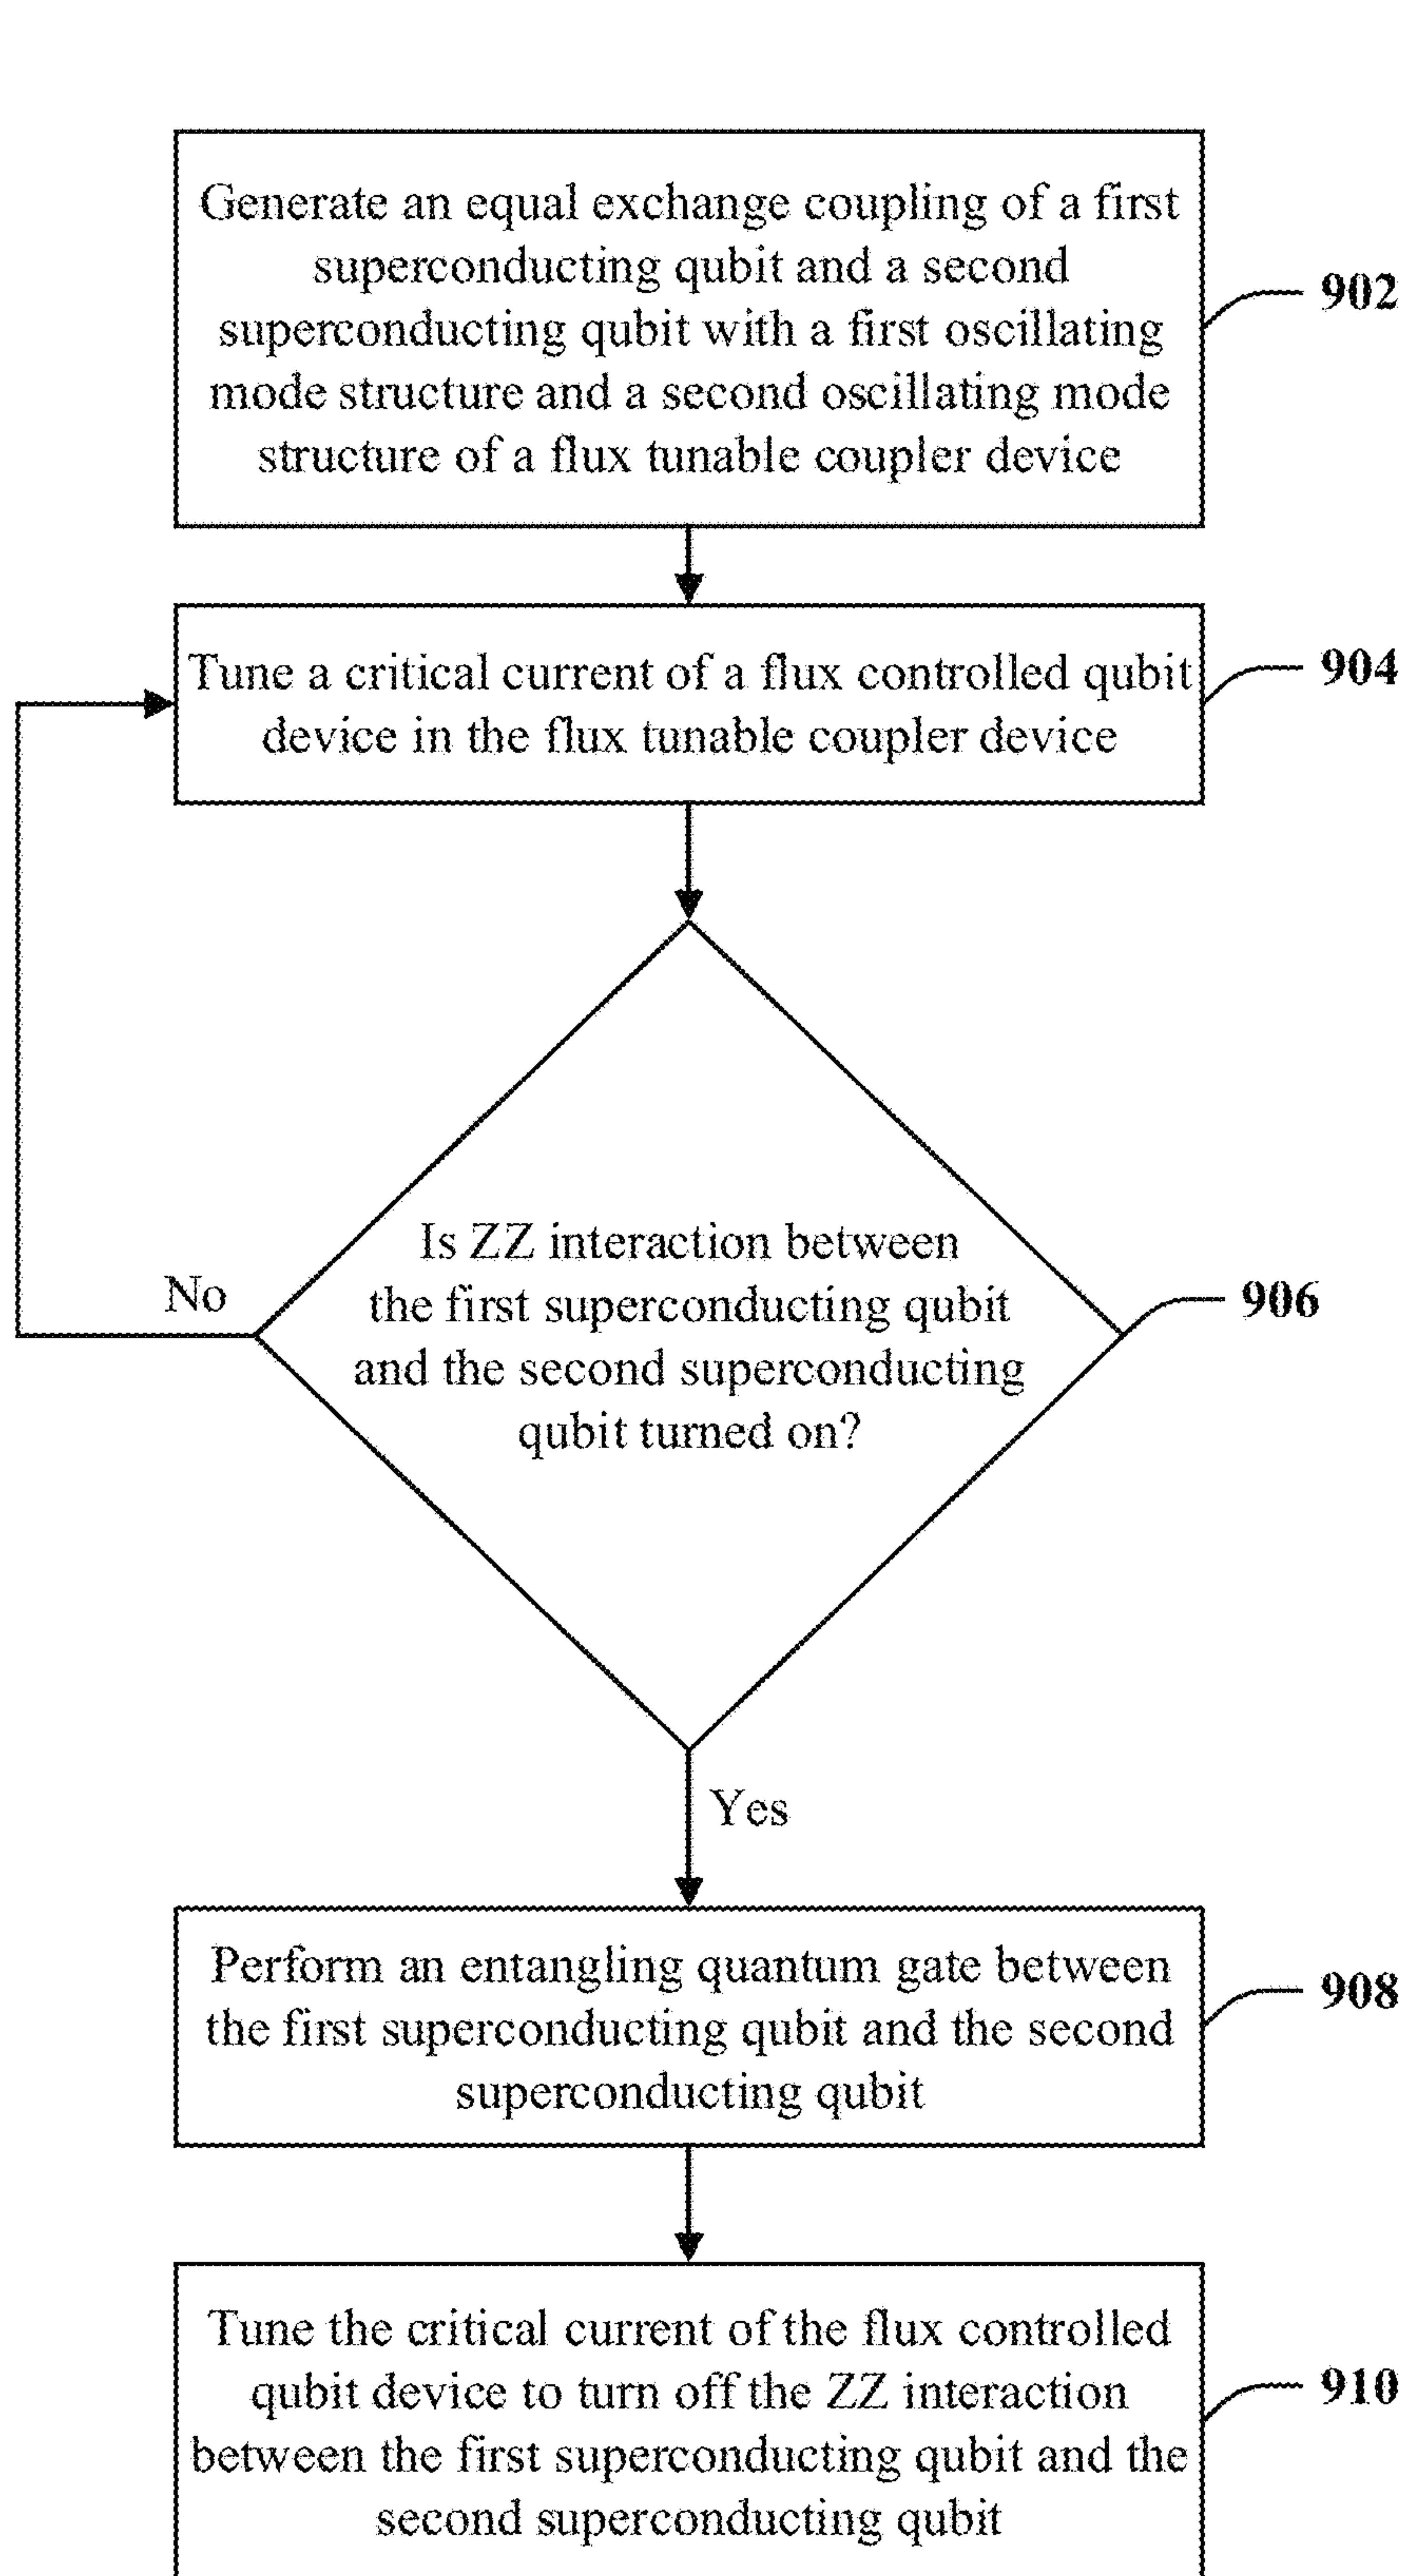 Generate an equal exchange coupling of a first
superconducting qubit and a second
superconducting qubit with a first oscillating
mode structure and a second oscillating mode
structure of a flux tunable coupler device
902
Tune a critical current of a flux controlled qubit
device in the flux tunable coupler device
904
Is ZZ interaction between
the first superconducting qubit
and the second superconducting
qubit turned on?
906
No
Yes
Perform an entangling quantum gate between
the first superconducting qubit and the second
superconducting qubit
908
Tune the critical current of the flux controlled
qubit device to turn off the ZZ interaction
between the first superconducting qubit and the
second superconducting qubit
910